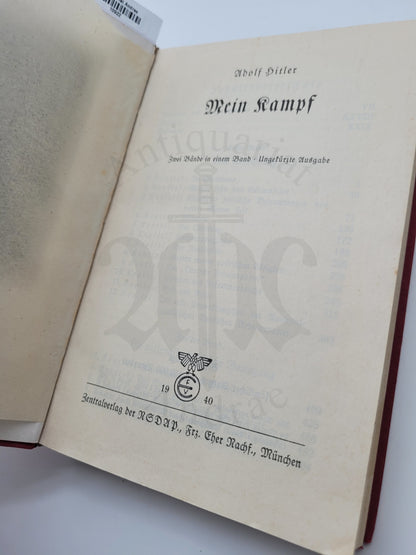 Adolf Hitler
Mein Kampf
Zwei Bände in einem Band · Ungekürzte Ausgabe
Antiquariat
19 40
Zentralverlag der NSDAP., Frz. Eher Nachf., München